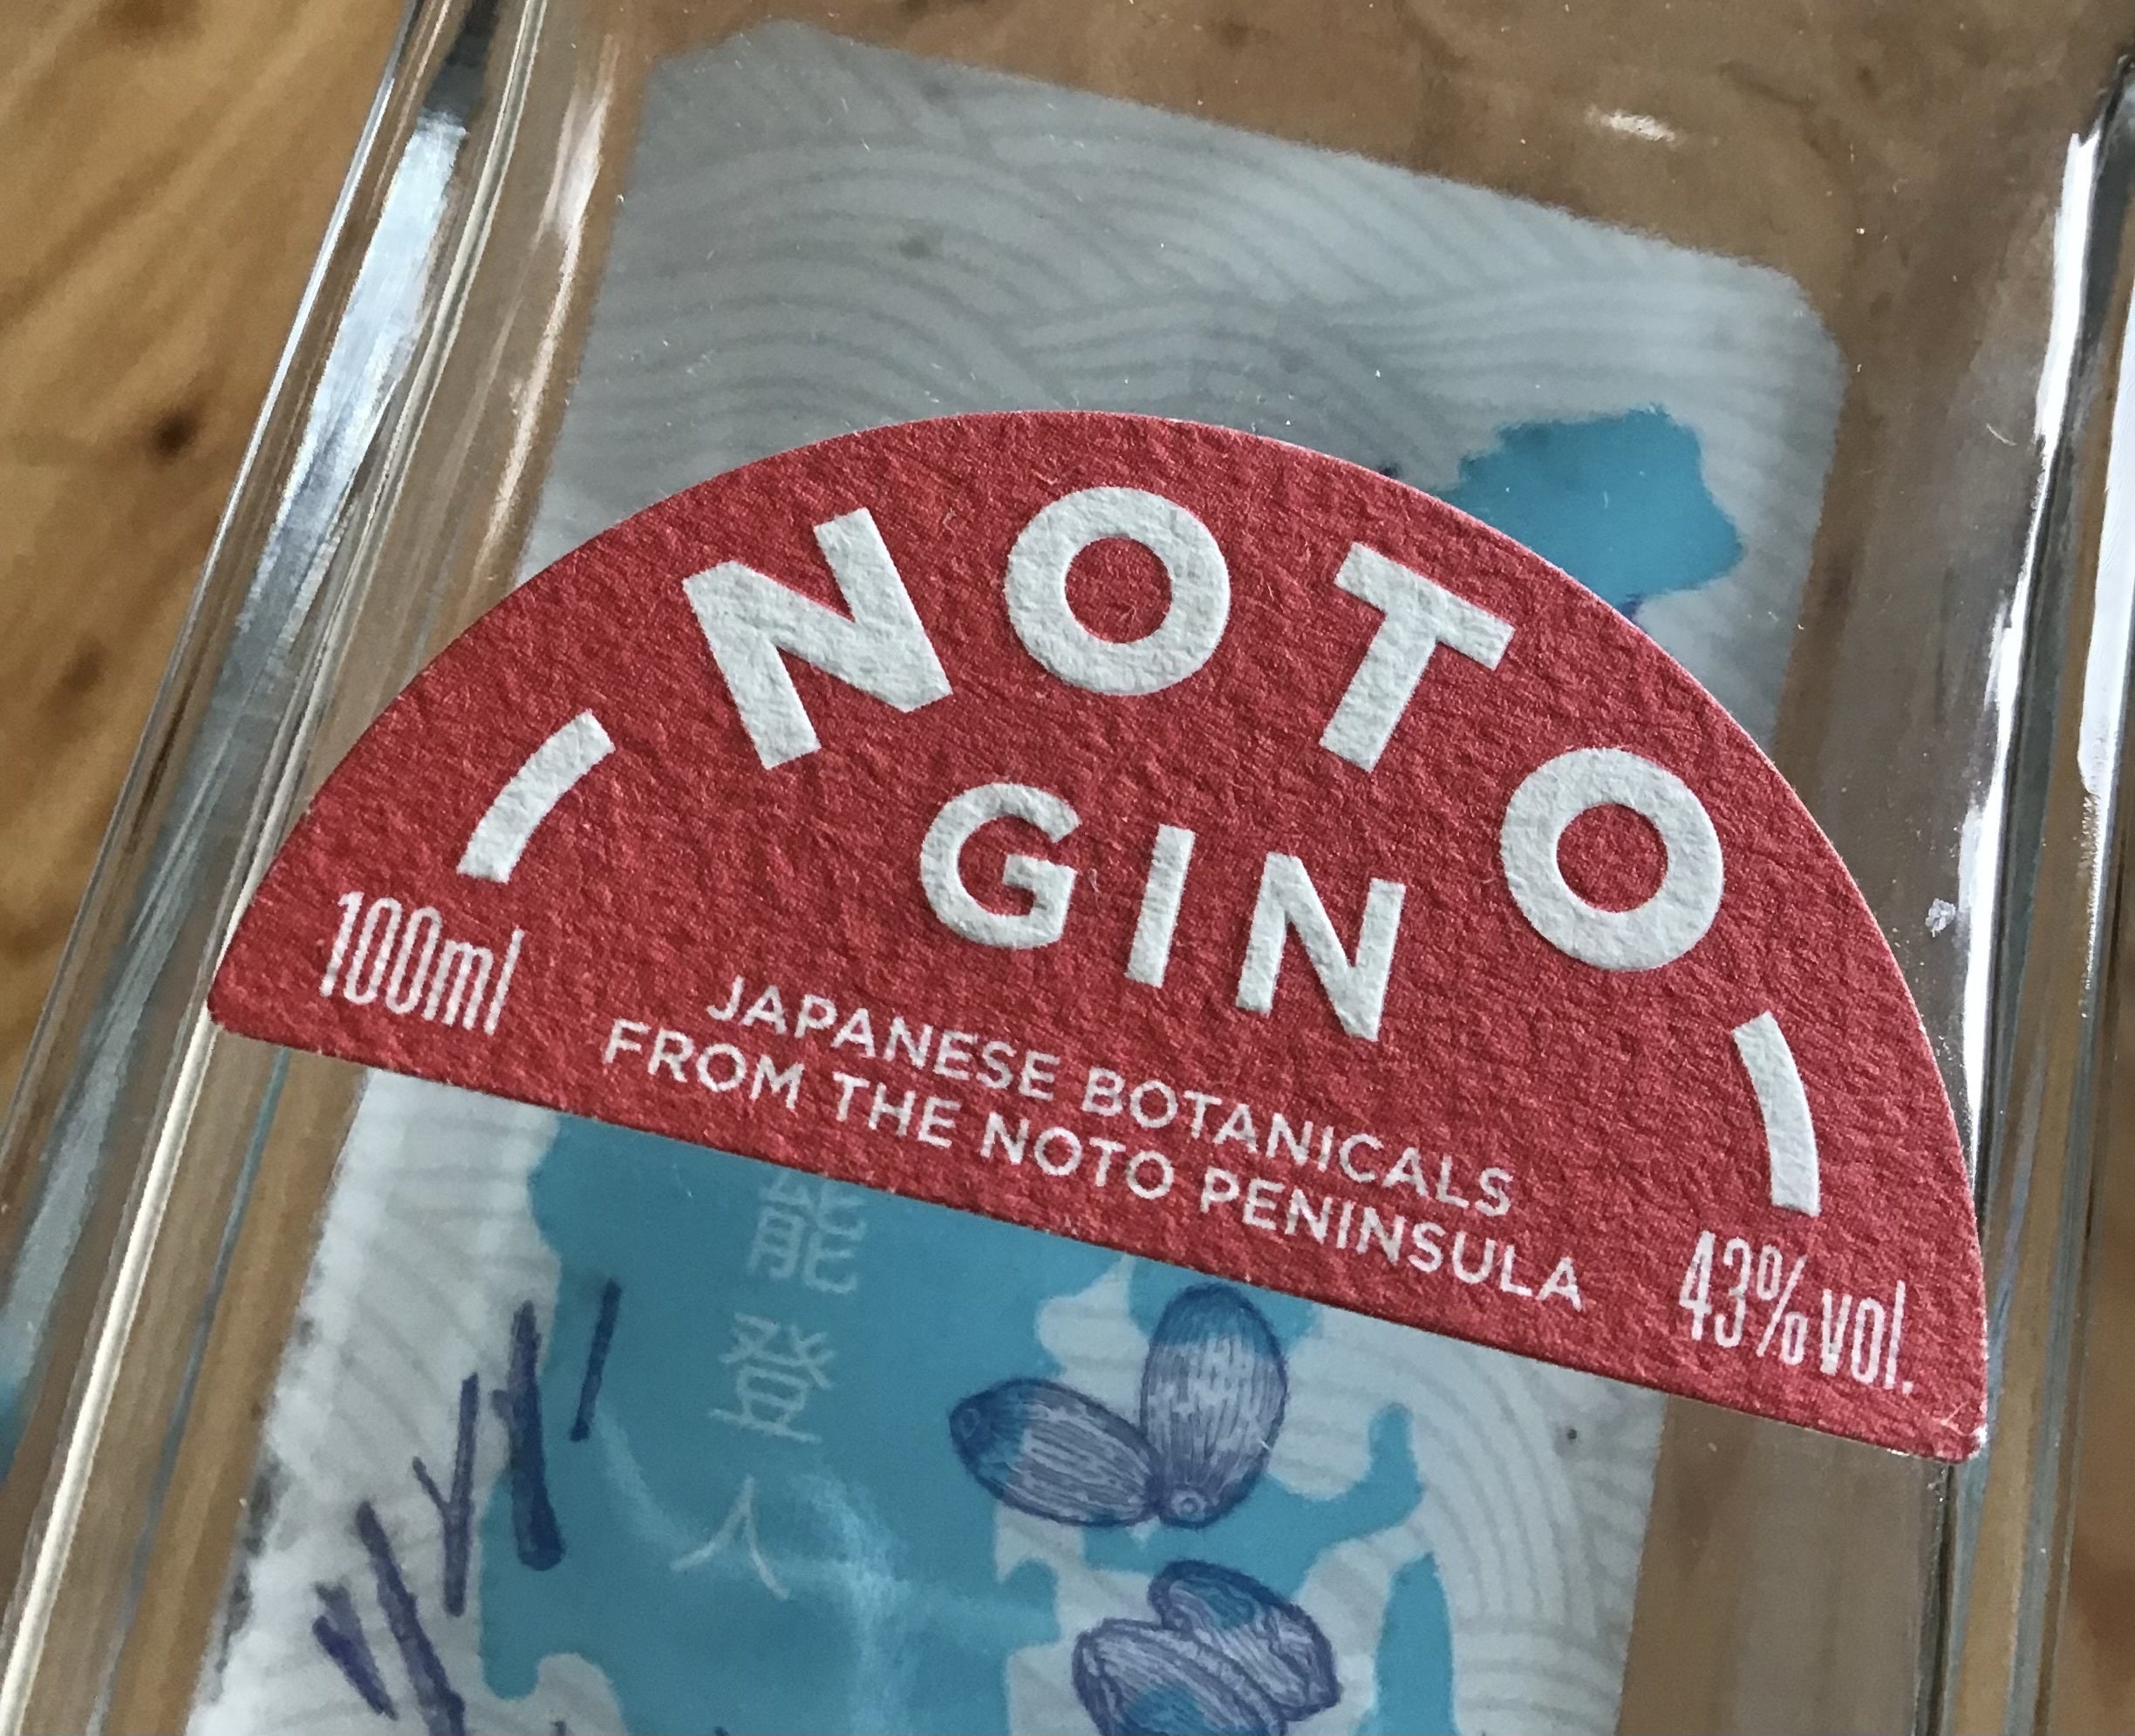 NOTO
GIN
100ml
JAPANESE BOTANICALS
FROM THE NOTO PENINSULA
43%vol.
能
登
人